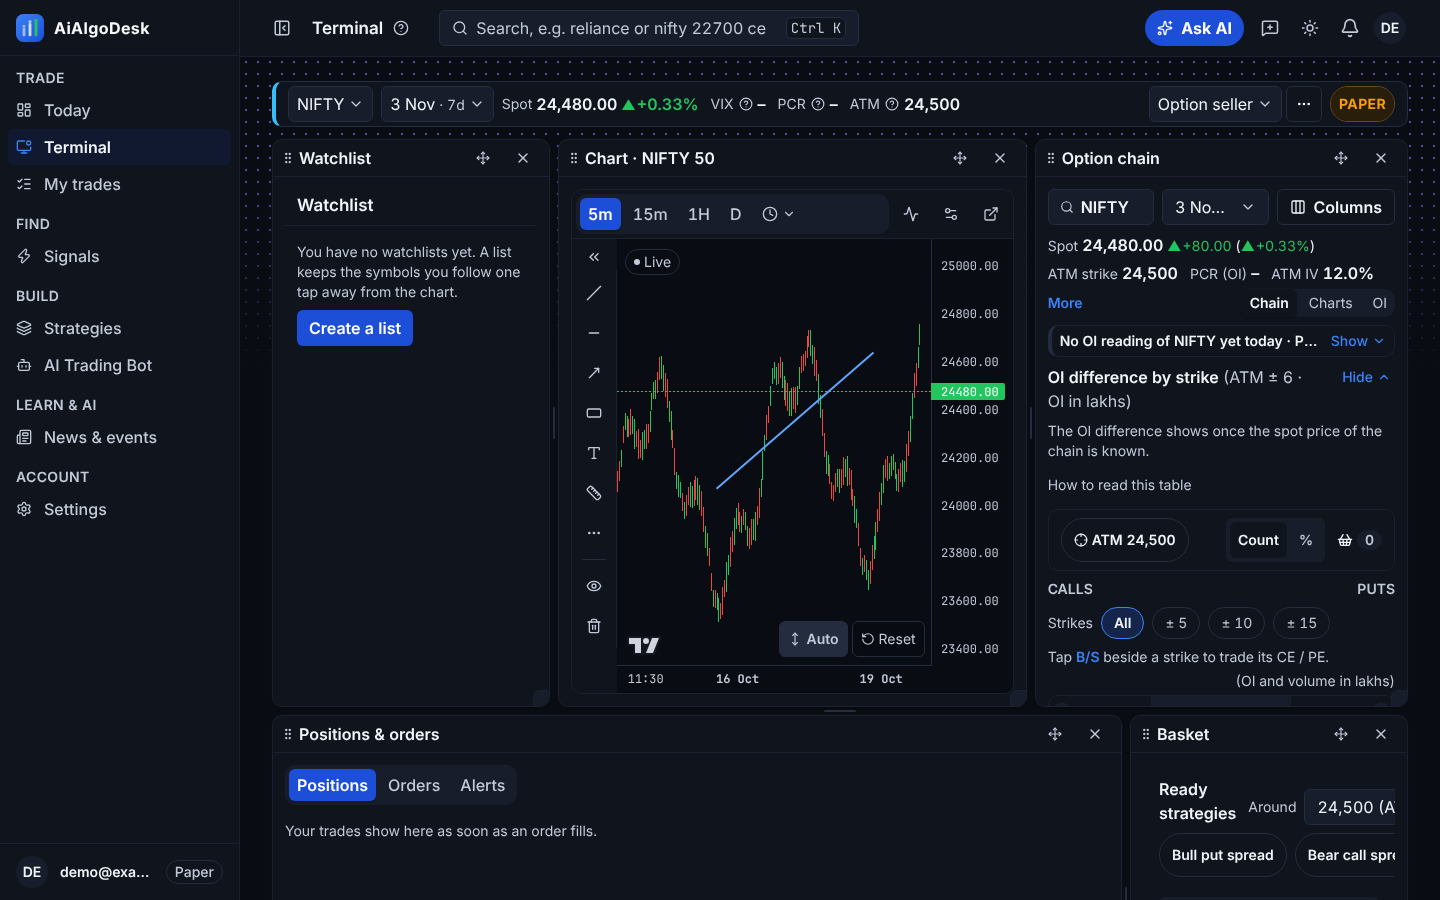 AiAlgoDesk
TRADE
Today
Terminal
My trades
FIND
Signals
BUILD
Strategies
AI Trading Bot
LEARN & AI
News & events
ACCOUNT
Settings
DE demo@exa... Paper
Terminal
Search, e.g. reliance or nifty 22700 ce Ctrl K
Ask AI
DE
NIFTY 3 Nov · 7d Spot 24,480.00 ▲+0.33% VIX – PCR – ATM 24,500 Option seller ··· PAPER
Watchlist
Watchlist
You have no watchlists yet. A list
keeps the symbols you follow one
tap away from the chart.
Create a list
Chart · NIFTY 50
5m 15m 1H D
Live
25000.00
24800.00
24600.00
24480.00
24400.00
24200.00
24000.00
23800.00
23600.00
23400.00
Auto Reset
11:30 16 Oct 19 Oct
Option chain
NIFTY 3 No... Columns
Spot 24,480.00 ▲+80.00 (▲+0.33%)
ATM strike 24,500 PCR (OI) – ATM IV 12.0%
More Chain Charts OI
No OI reading of NIFTY yet today · P... Show
OI difference by strike (ATM ± 6 · Hide
OI in lakhs)
The OI difference shows once the spot price of the
chain is known.
How to read this table
ATM 24,500 Count % 0
CALLS PUTS
Strikes All ± 5 ± 10 ± 15
Tap B/S beside a strike to trade its CE / PE.
(OI and volume in lakhs)
Positions & orders
Positions Orders Alerts
Your trades show here as soon as an order fills.
Basket
Ready
strategies Around 24,500 (A
Bull put spread Bear call spre